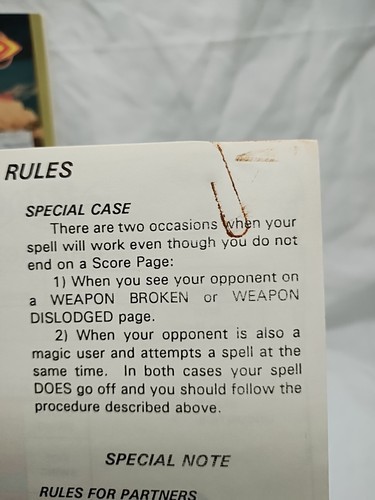 RULES
SPECIAL CASE
There are two occasions when your
spell will work even though you do not
end on a Score Page:
1) When you see your opponent on
a WEAPON BROKEN or WEAPON
DISLODGED page.
2) When your opponent is also a
magic user and attempts a spell at the
same time. In both cases your spell
DOES go off and you should follow the
procedure described above.
SPECIAL NOTE
RULES FOR PARTNERS